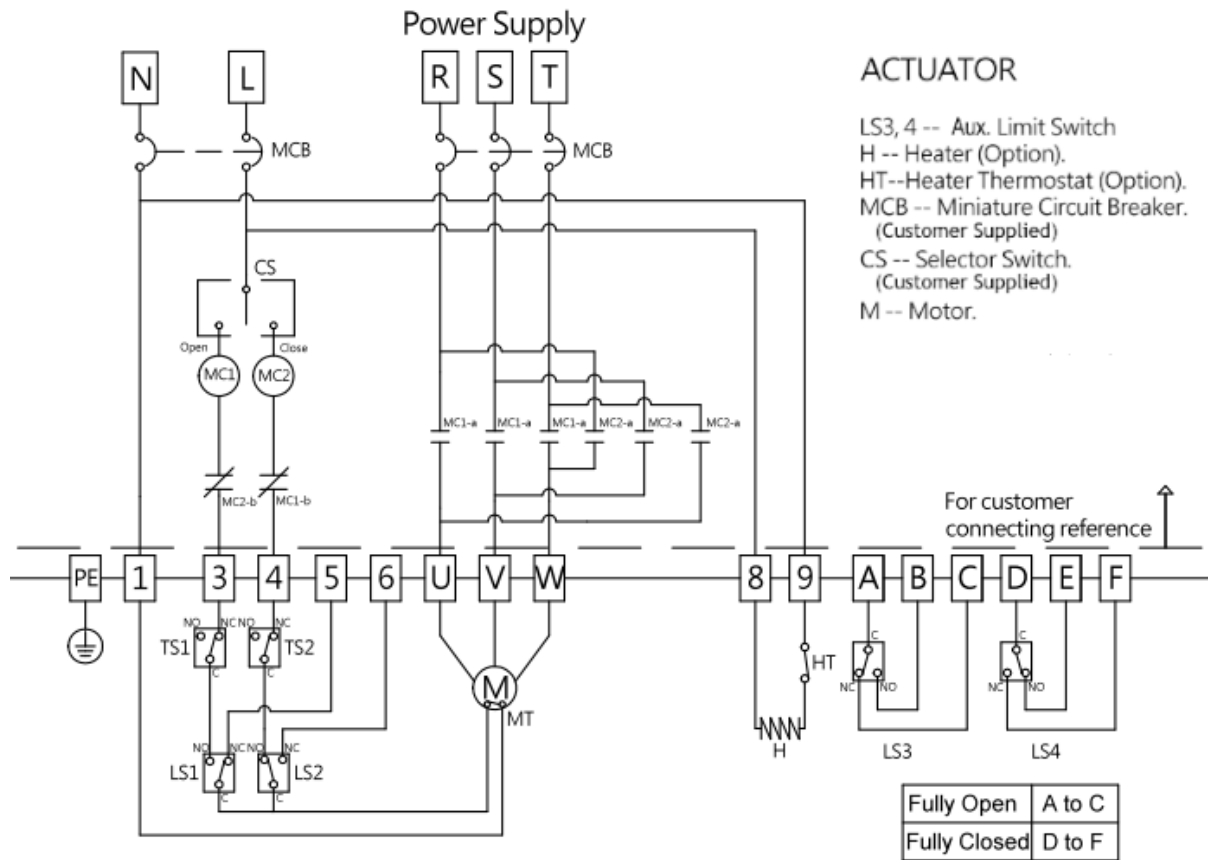 Power Supply
N
L
R
S
T
MCB
MCB
ACTUATOR
LS3, 4 -- Aux. Limit Switch
H -- Heater (Option).
HT--Heater Thermostat (Option).
MCB -- Miniature Circuit Breaker.
(Customer Supplied)
CS -- Selector Switch.
(Customer Supplied)
M -- Motor.
CS
Open
Close
MC1
MC2
MC1-a
MC1-a
MC1-a
MC2-a
MC2-a
MC2-a
MC2-b
MC1-b
For customer
connecting reference
PE
1
3
4
5
6
U
V
W
8
9
A
B
C
D
E
F
NO
NC
NO
NC
TS1
TS2
C
C
M
MT
HT
H
C
NC
NO
LS3
C
NC
NO
LS4
NO
NC
NO
NC
LS1
LS2
C
C
Fully Open A to C
Fully Closed D to F